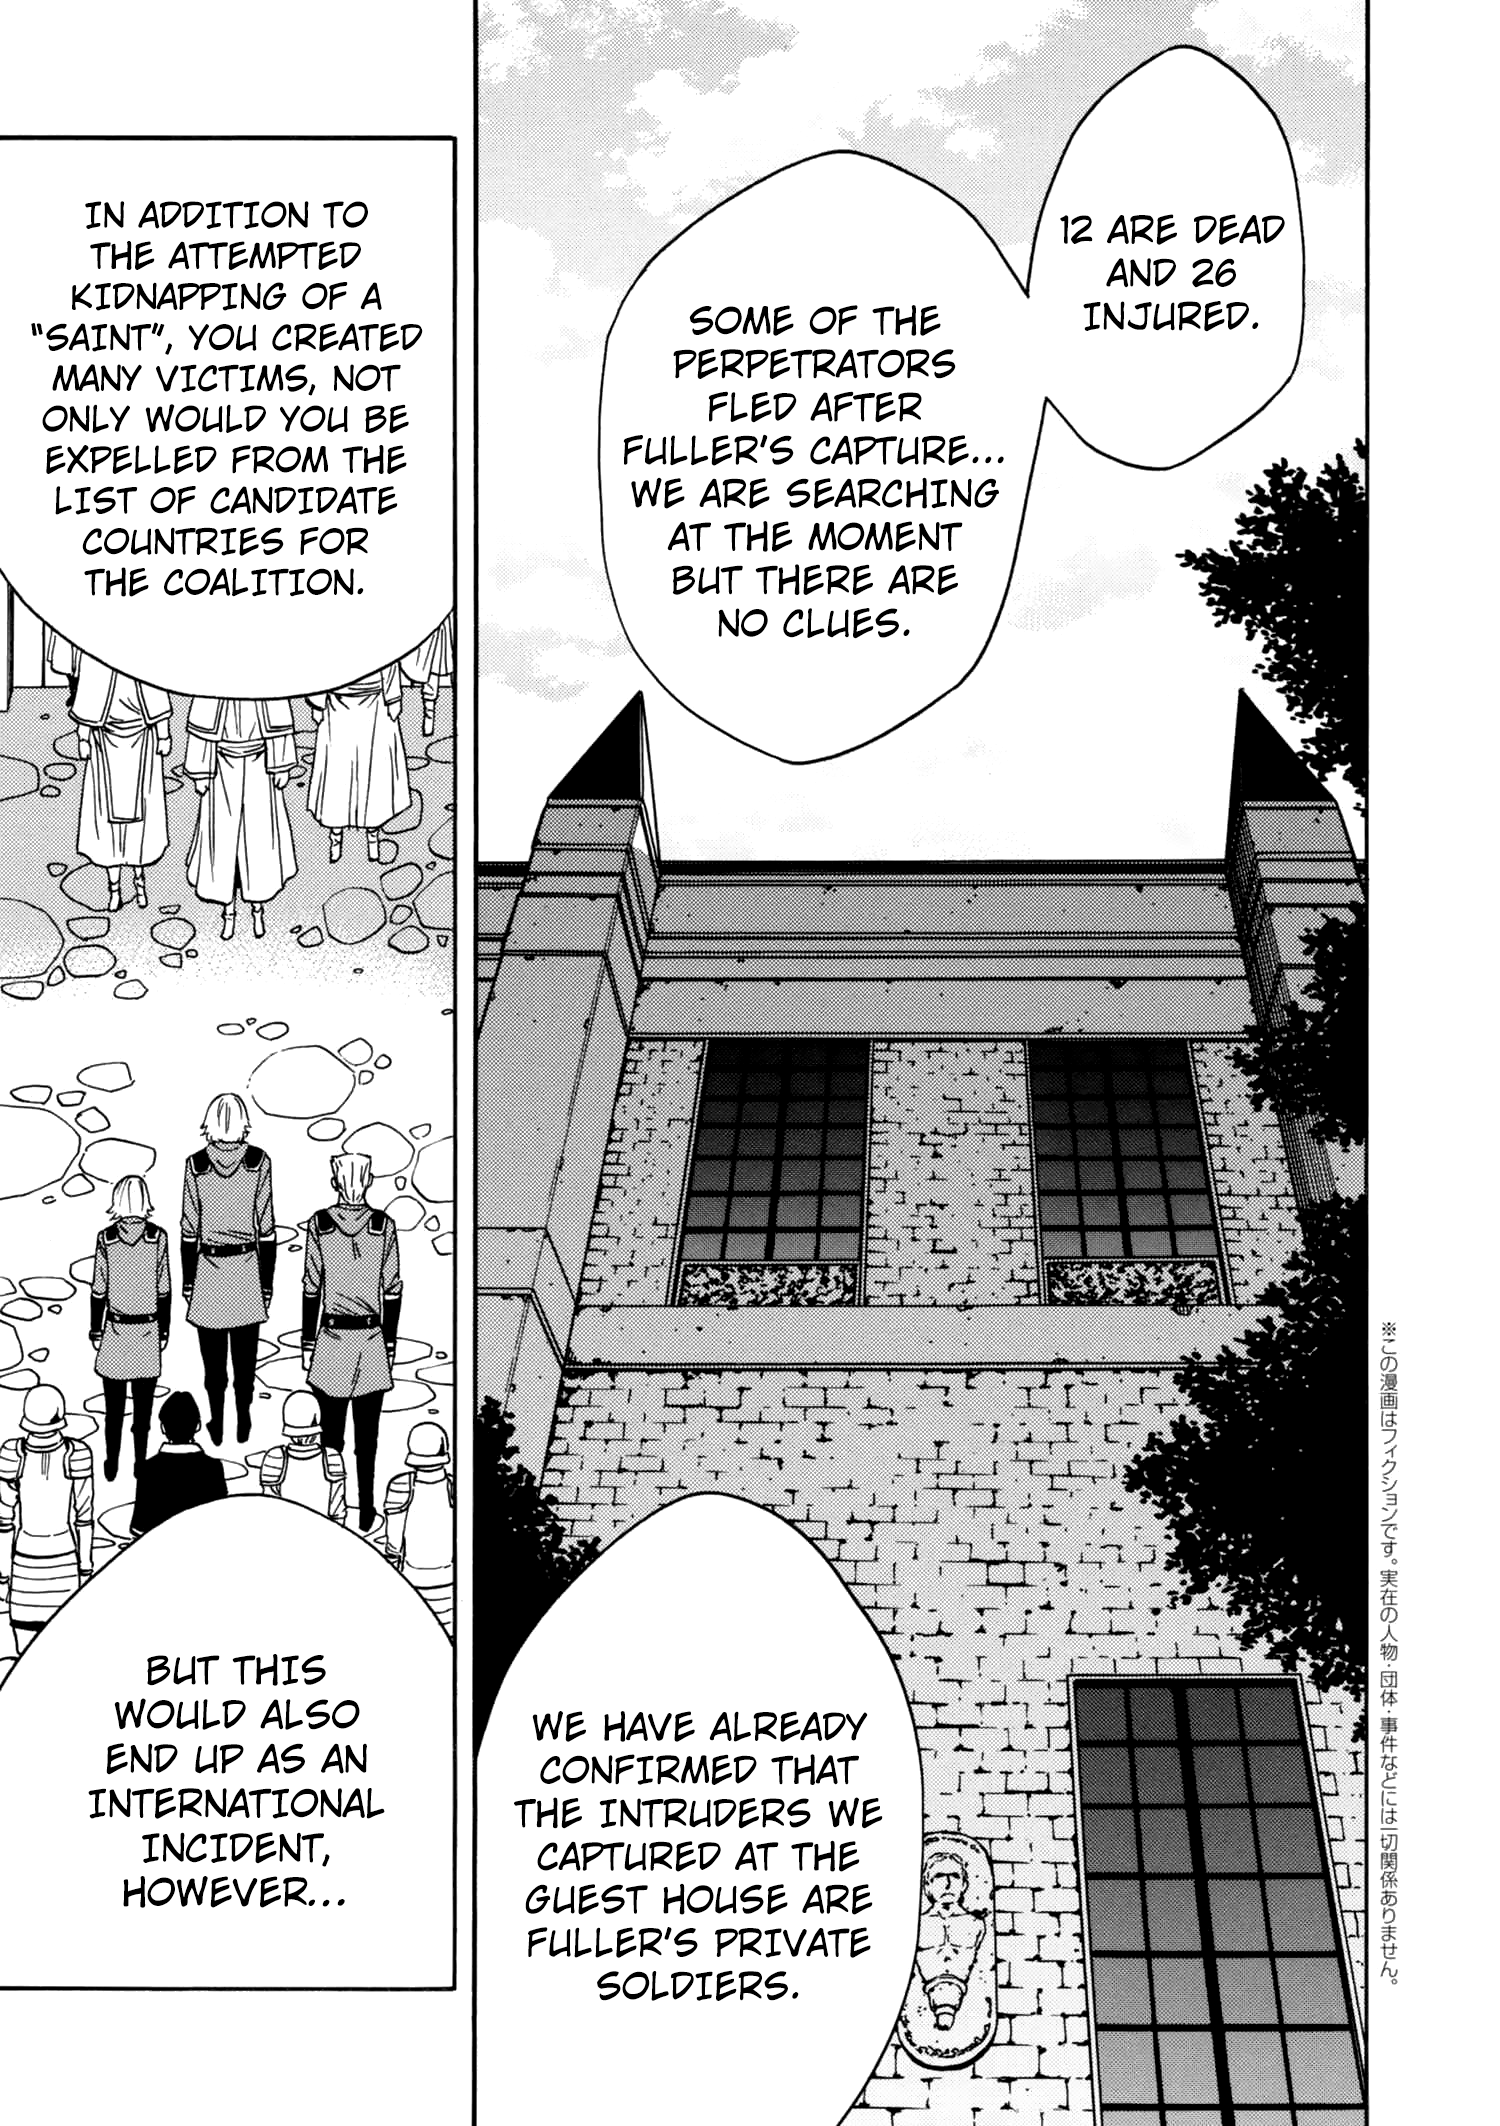 12 ARE DEAD
AND 26
INJURED.
SOME OF THE
PERPETRATORS
FLED AFTER
FULLER'S CAPTURE...
WE ARE SEARCHING
AT THE MOMENT
BUT THERE ARE
NO CLUES.
WE HAVE ALREADY
CONFIRMED THAT
THE INTRUDERS WE
CAPTURED AT THE
GUEST HOUSE ARE
FULLER'S PRIVATE
SOLDIERS.
※この漫画はフィクションです。実在の人物・団体・事件などには一切関係ありません。
IN ADDITION TO
THE ATTEMPTED
KIDNAPPING OF A
"SAINT", YOU CREATED
MANY VICTIMS, NOT
ONLY WOULD YOU BE
EXPELLED FROM THE
LIST OF CANDIDATE
COUNTRIES FOR
THE COALITION.
BUT THIS
WOULD ALSO
END UP AS AN
INTERNATIONAL
INCIDENT,
HOWEVER...